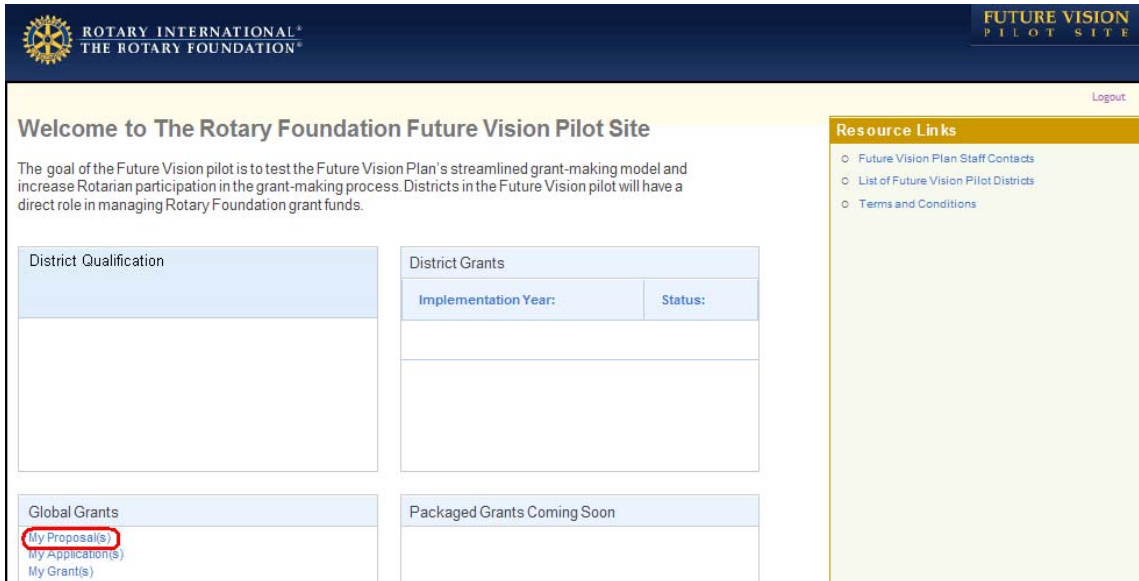 ROTARY INTERNATIONAL®
THE ROTARY FOUNDATION®
FUTURE VISION
PILOT SITE
Logout
Welcome to The Rotary Foundation Future Vision Pilot Site
The goal of the Future Vision pilot is to test the Future Vision Plan's streamlined grant-making model and
increase Rotarian participation in the grant-making process. Districts in the Future Vision pilot will have a
direct role in managing Rotary Foundation grant funds.
Resource Links
Future Vision Plan Staff Contacts
List of Future Vision Pilot Districts
Terms and Conditions
District Qualification
District Grants
Implementation Year: Status:
Global Grants
My Proposal(s)
My Application(s)
My Grant(s)
Packaged Grants Coming Soon